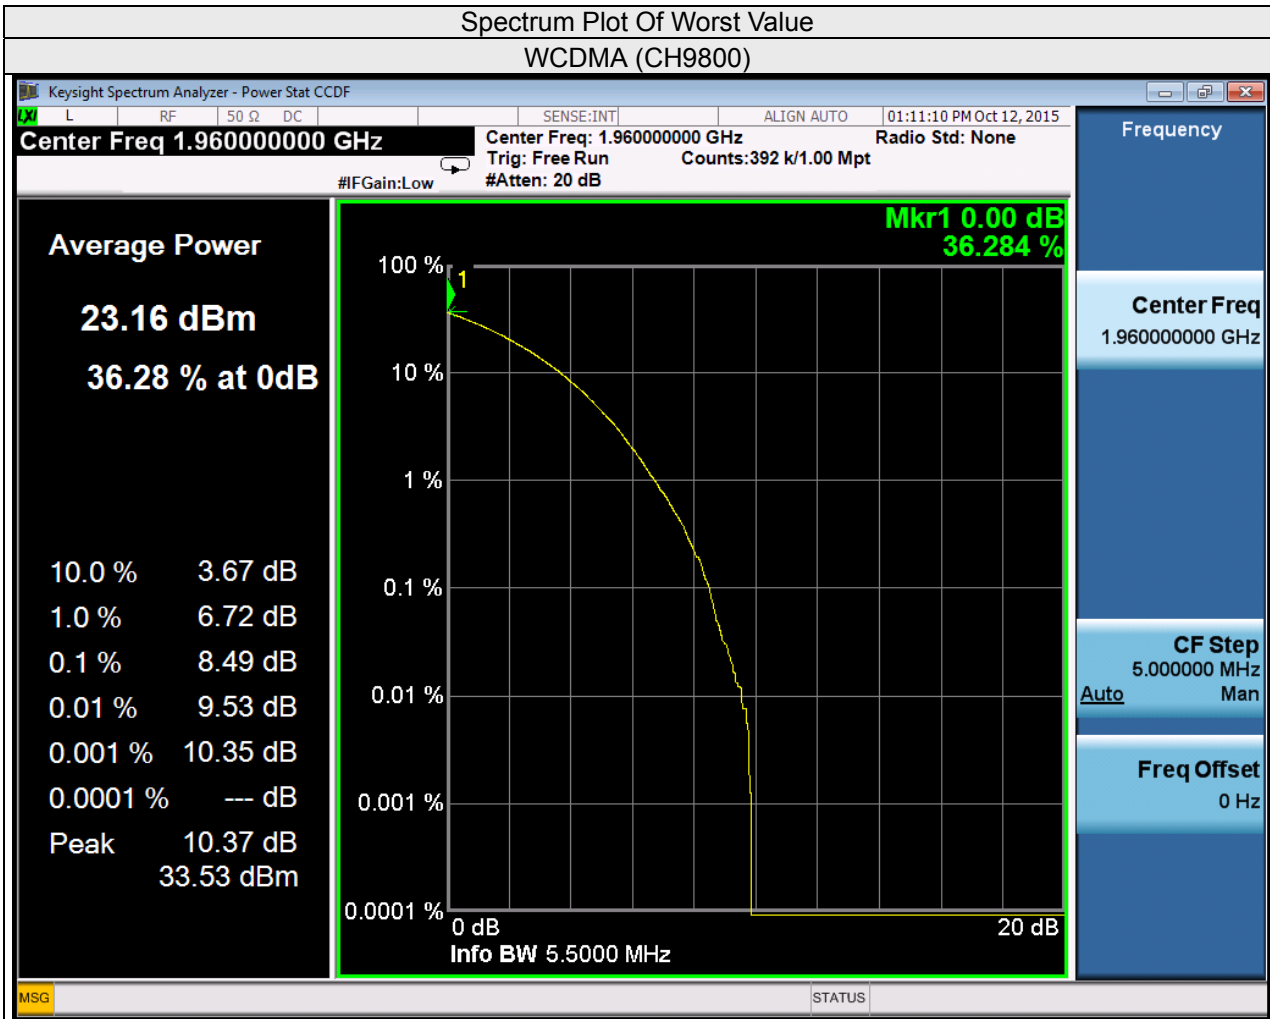 Spectrum Plot Of Worst Value
WCDMA (CH9800)
Keysight Spectrum Analyzer - Power Stat CCDF
LXI L RF 50 Ω DC SENSE:INT ALIGN AUTO 01:11:10 PM Oct 12, 2015
Center Freq 1.960000000 GHz
#IFGain:Low
Center Freq: 1.960000000 GHz Radio Std: None
Trig: Free Run Counts:392 k/1.00 Mpt
#Atten: 20 dB
Average Power
23.16 dBm
36.28 % at 0dB
10.0 % 3.67 dB
1.0 % 6.72 dB
0.1 % 8.49 dB
0.01 % 9.53 dB
0.001 % 10.35 dB
0.0001 % --- dB
Peak 10.37 dB
33.53 dBm
Mkr1 0.00 dB
36.284 %
100 %
1
10 %
1 %
0.1 %
0.01 %
0.001 %
0.0001 %
0 dB 20 dB
Info BW 5.5000 MHz
Frequency
Center Freq
1.960000000 GHz
CF Step
5.000000 MHz
Auto Man
Freq Offset
0 Hz
MSG STATUS